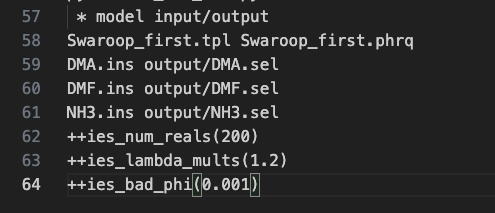 57 * model input/output
58 Swaroop_first.tpl Swaroop_first.phrq
59 DMA.ins output/DMA.sel
60 DMF.ins output/DMF.sel
61 NH3.ins output/NH3.sel
62 ++ies_num_reals(200)
63 ++ies_lambda_mults(1.2)
64 ++ies_bad_phi(0.001)